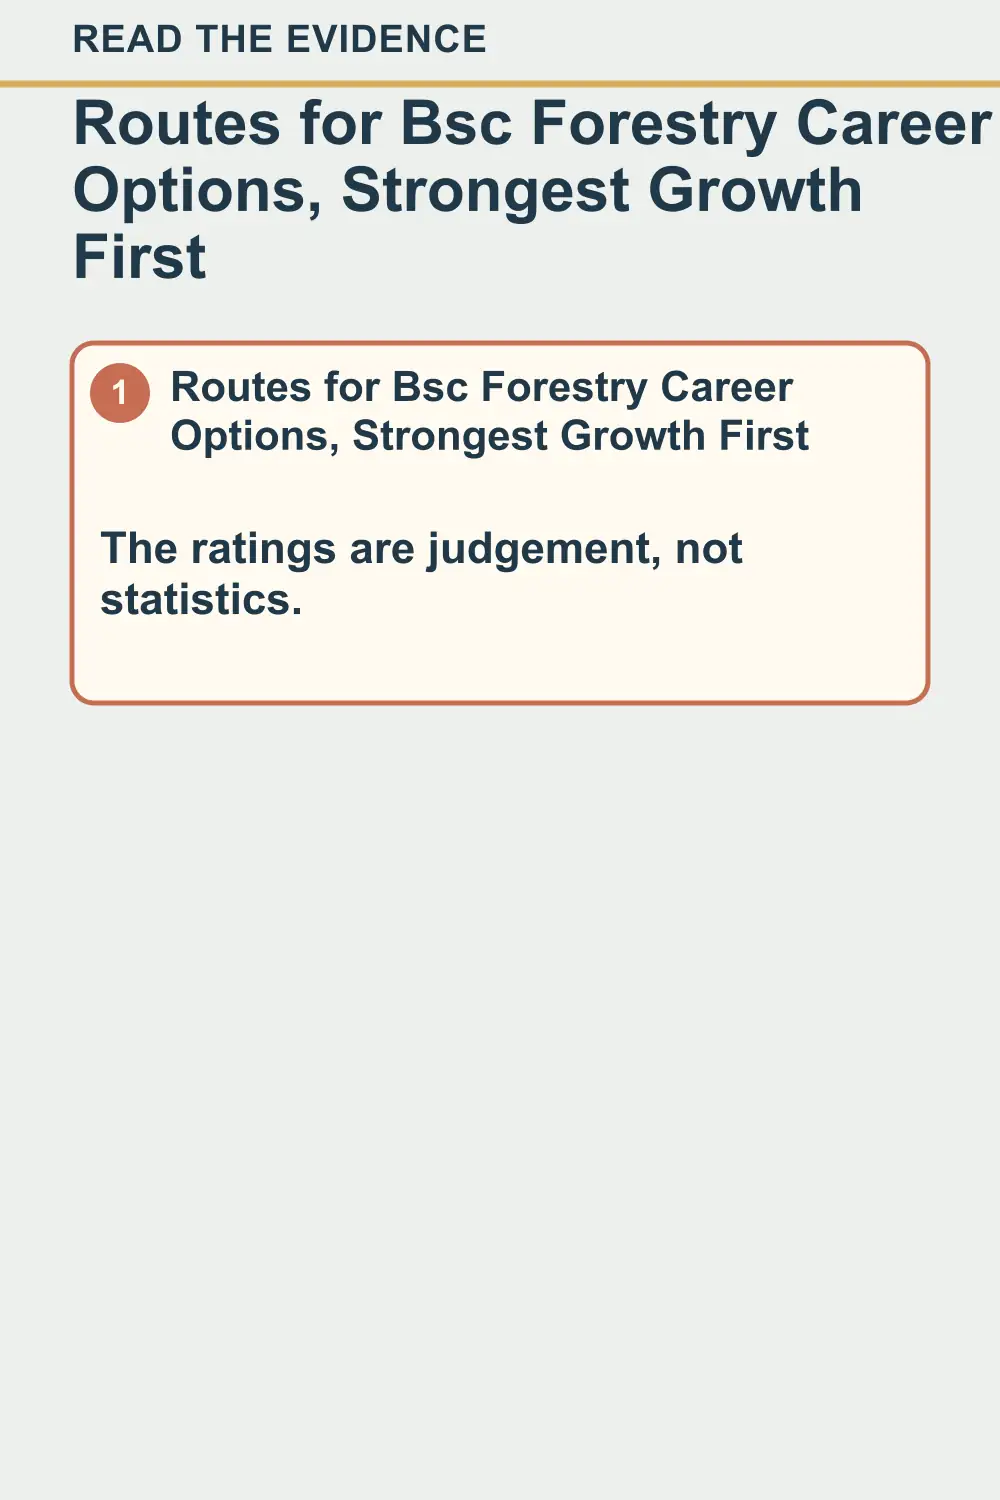 READ THE EVIDENCE
Routes for Bsc Forestry Career
Options, Strongest Growth
First
1
Routes for Bsc Forestry Career
Options, Strongest Growth First
The ratings are judgement, not
statistics.